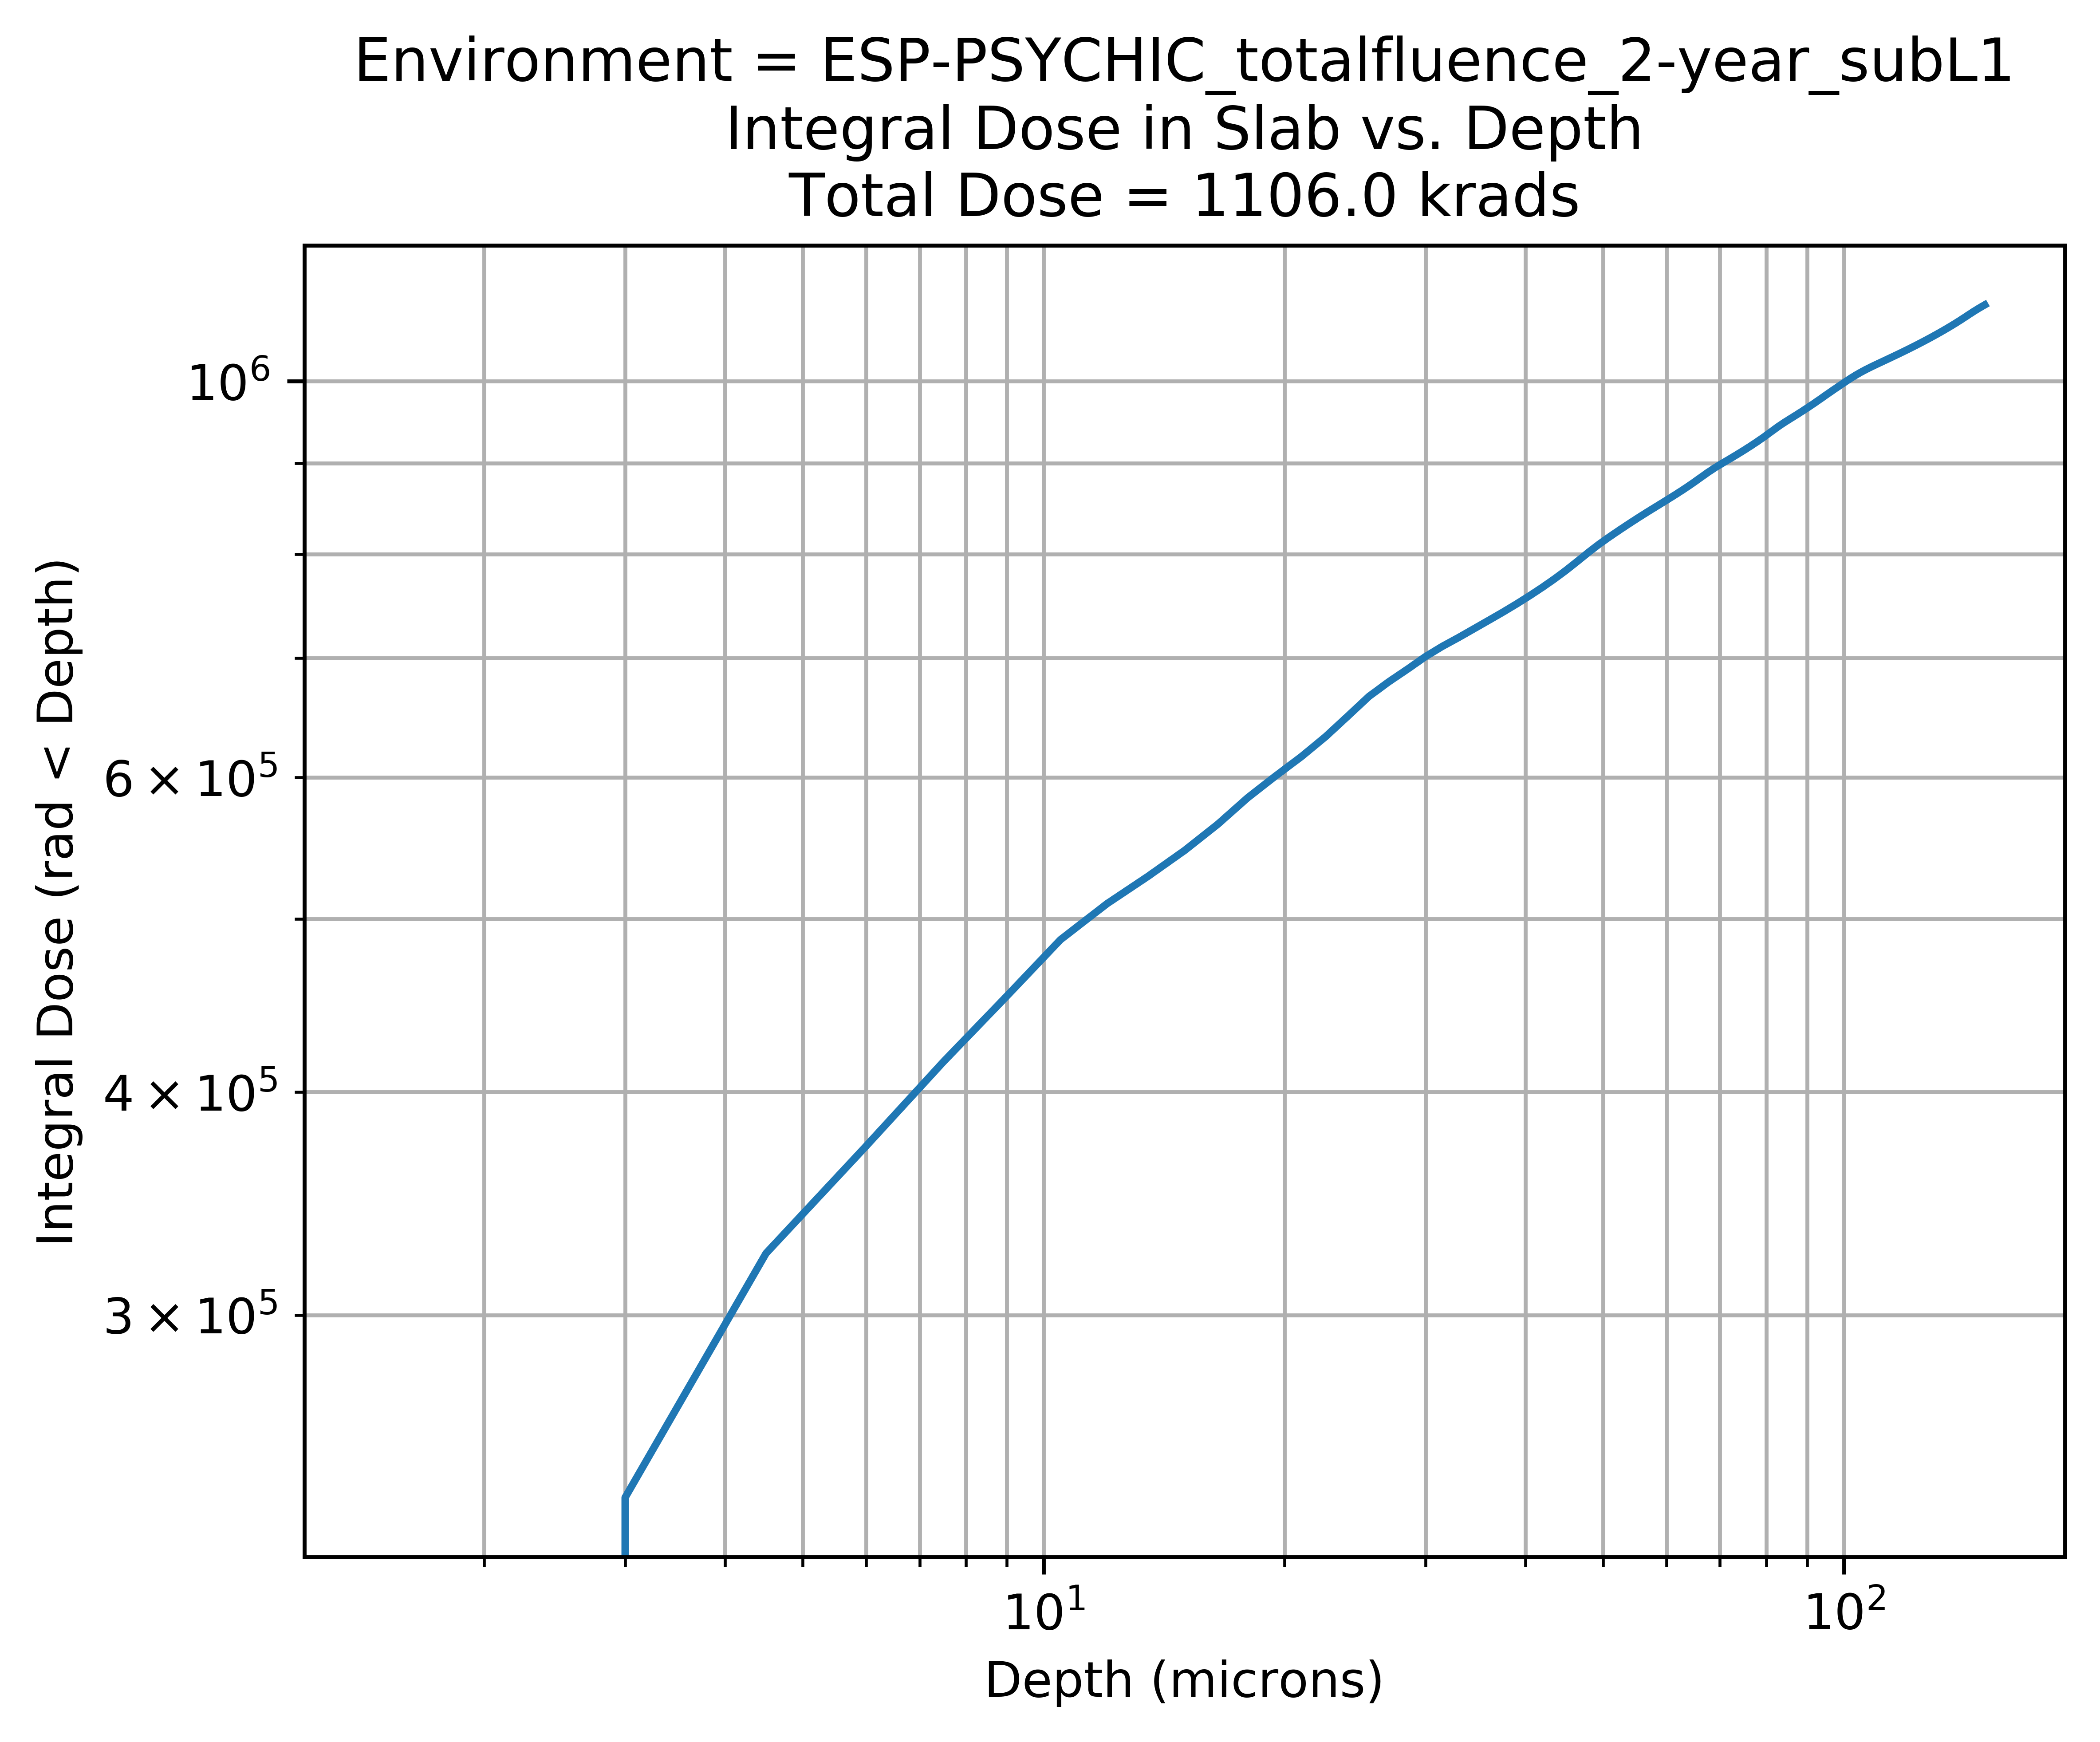 Environment = ESP-PSYCHIC_totalfluence_2-year_subL1
Integral Dose in Slab vs. Depth
Total Dose = 1106.0 krads
10⁶
6 × 10⁵
4 × 10⁵
3 × 10⁵
Integral Dose (rad < Depth)
10¹
10²
Depth (microns)